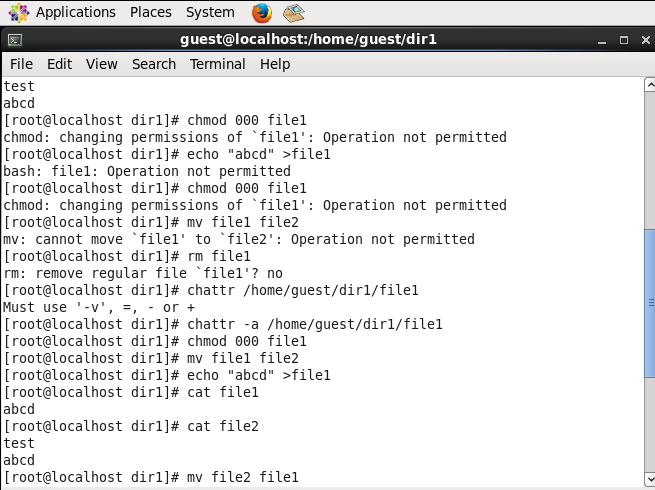 Applications Places System
guest@localhost:/home/guest/dir1
File Edit View Search Terminal Help
test
abcd
[root@localhost dir1]# chmod 000 file1
chmod: changing permissions of `file1': Operation not permitted
[root@localhost dir1]# echo "abcd" >file1
bash: file1: Operation not permitted
[root@localhost dir1]# chmod 000 file1
chmod: changing permissions of `file1': Operation not permitted
[root@localhost dir1]# mv file1 file2
mv: cannot move `file1' to `file2': Operation not permitted
[root@localhost dir1]# rm file1
rm: remove regular file `file1'? no
[root@localhost dir1]# chattr /home/guest/dir1/file1
Must use '-v', =, - or +
[root@localhost dir1]# chattr -a /home/guest/dir1/file1
[root@localhost dir1]# chmod 000 file1
[root@localhost dir1]# mv file1 file2
[root@localhost dir1]# echo "abcd" >file1
[root@localhost dir1]# cat file1
abcd
[root@localhost dir1]# cat file2
test
abcd
[root@localhost dir1]# mv file2 file1